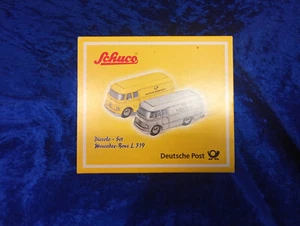 Schuco
Piccolo - Set
Mercedes-Benz L 319
Deutsche Post